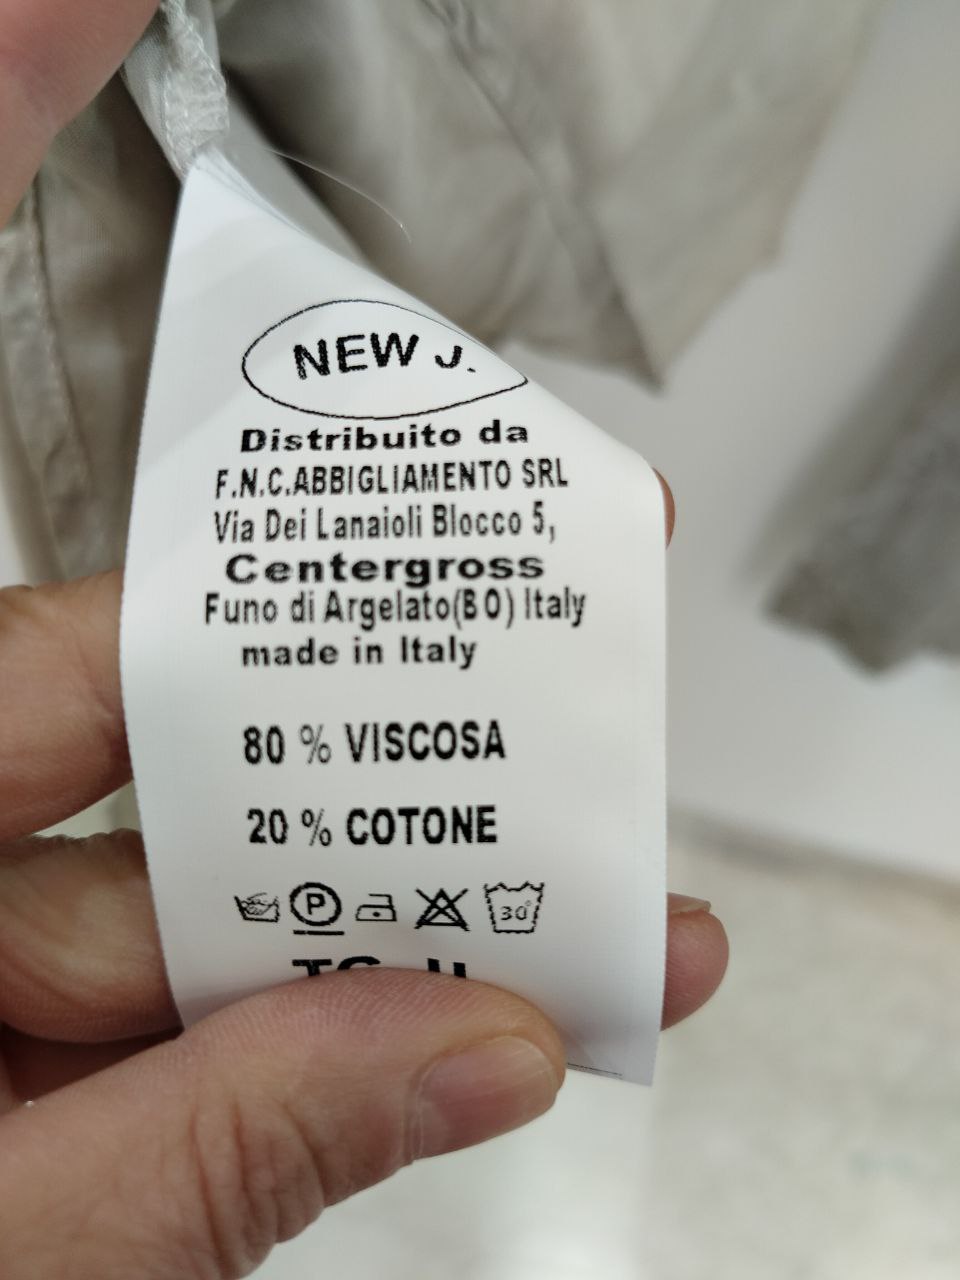 NEW J.
Distribuito da
F.N.C.ABBIGLIAMENTO SRL
Via Dei Lanaioli Blocco 5,
Centergross
Funo di Argelato(BO) Italy
made in Italy
80 % VISCOSA
20 % COTONE
P 30°